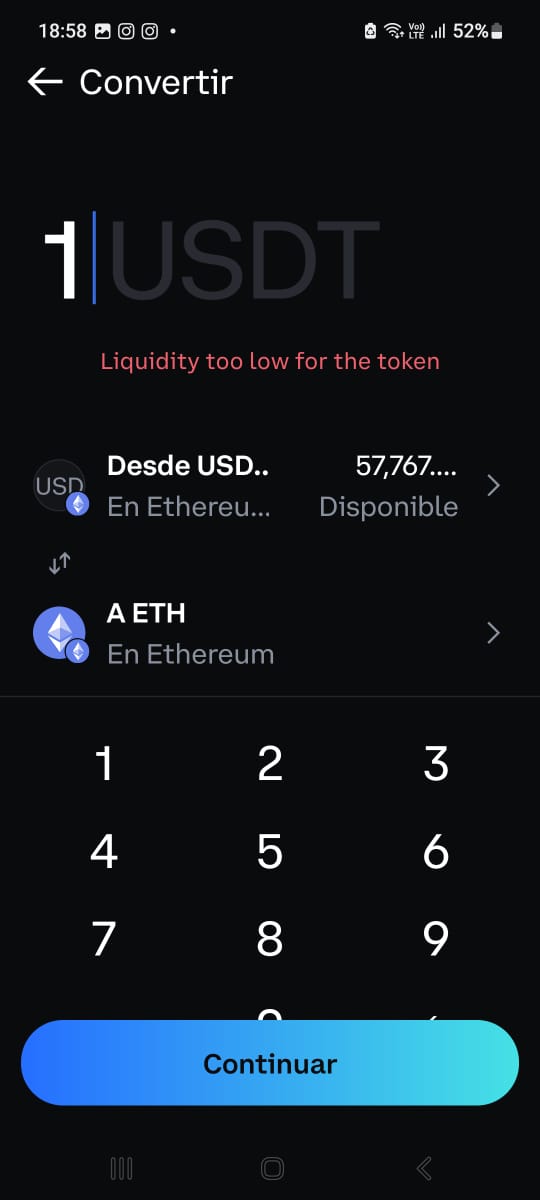 18:58 Vo)) LTE 52%
Convertir
1 USDT
Liquidity too low for the token
USD Desde USD.. 57,767....
En Ethereu... Disponible
A ETH
En Ethereum
1 2 3
4 5 6
7 8 9
Continuar